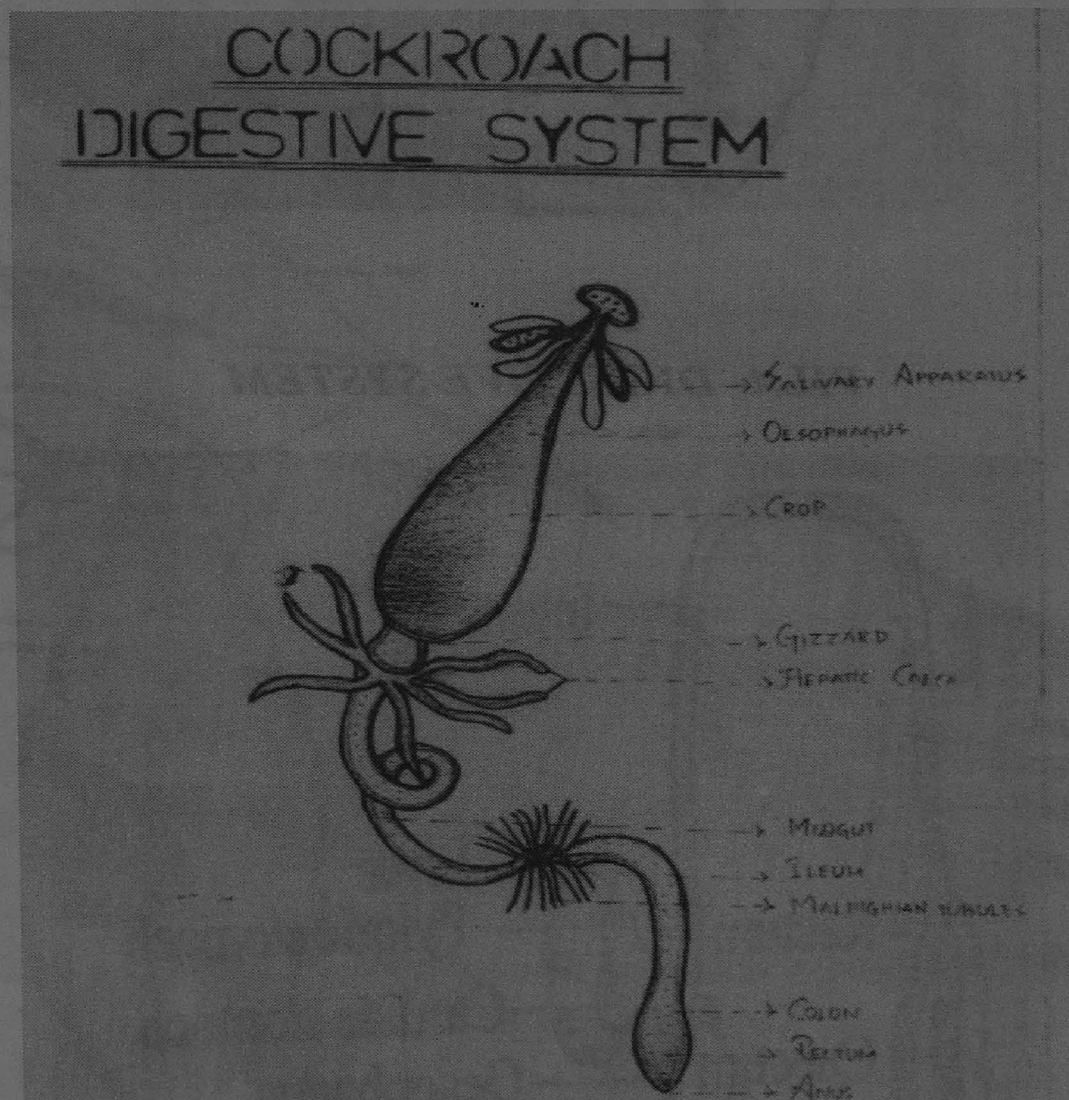 COCKROACH
DIGESTIVE SYSTEM
SALIVARY APPARATUS
OESOPHAGUS
CROP
GIZZARD
HEPATIC CAECA
MIDGUT
ILEUM
MALPIGHIAN TUBULES
COLON
RECTUM
ANUS